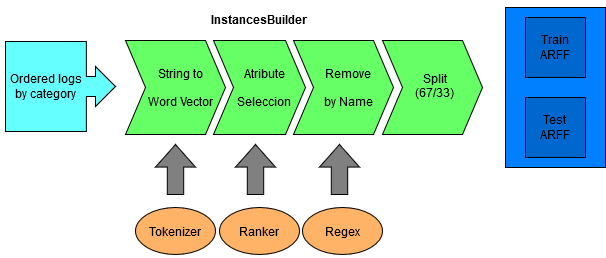 InstancesBuilder
Ordered logs
by category
String to
Word Vector
Atribute
Seleccion
Remove
by Name
Split
(67/33)
Train
ARFF
Test
ARFF
Tokenizer
Ranker
Regex